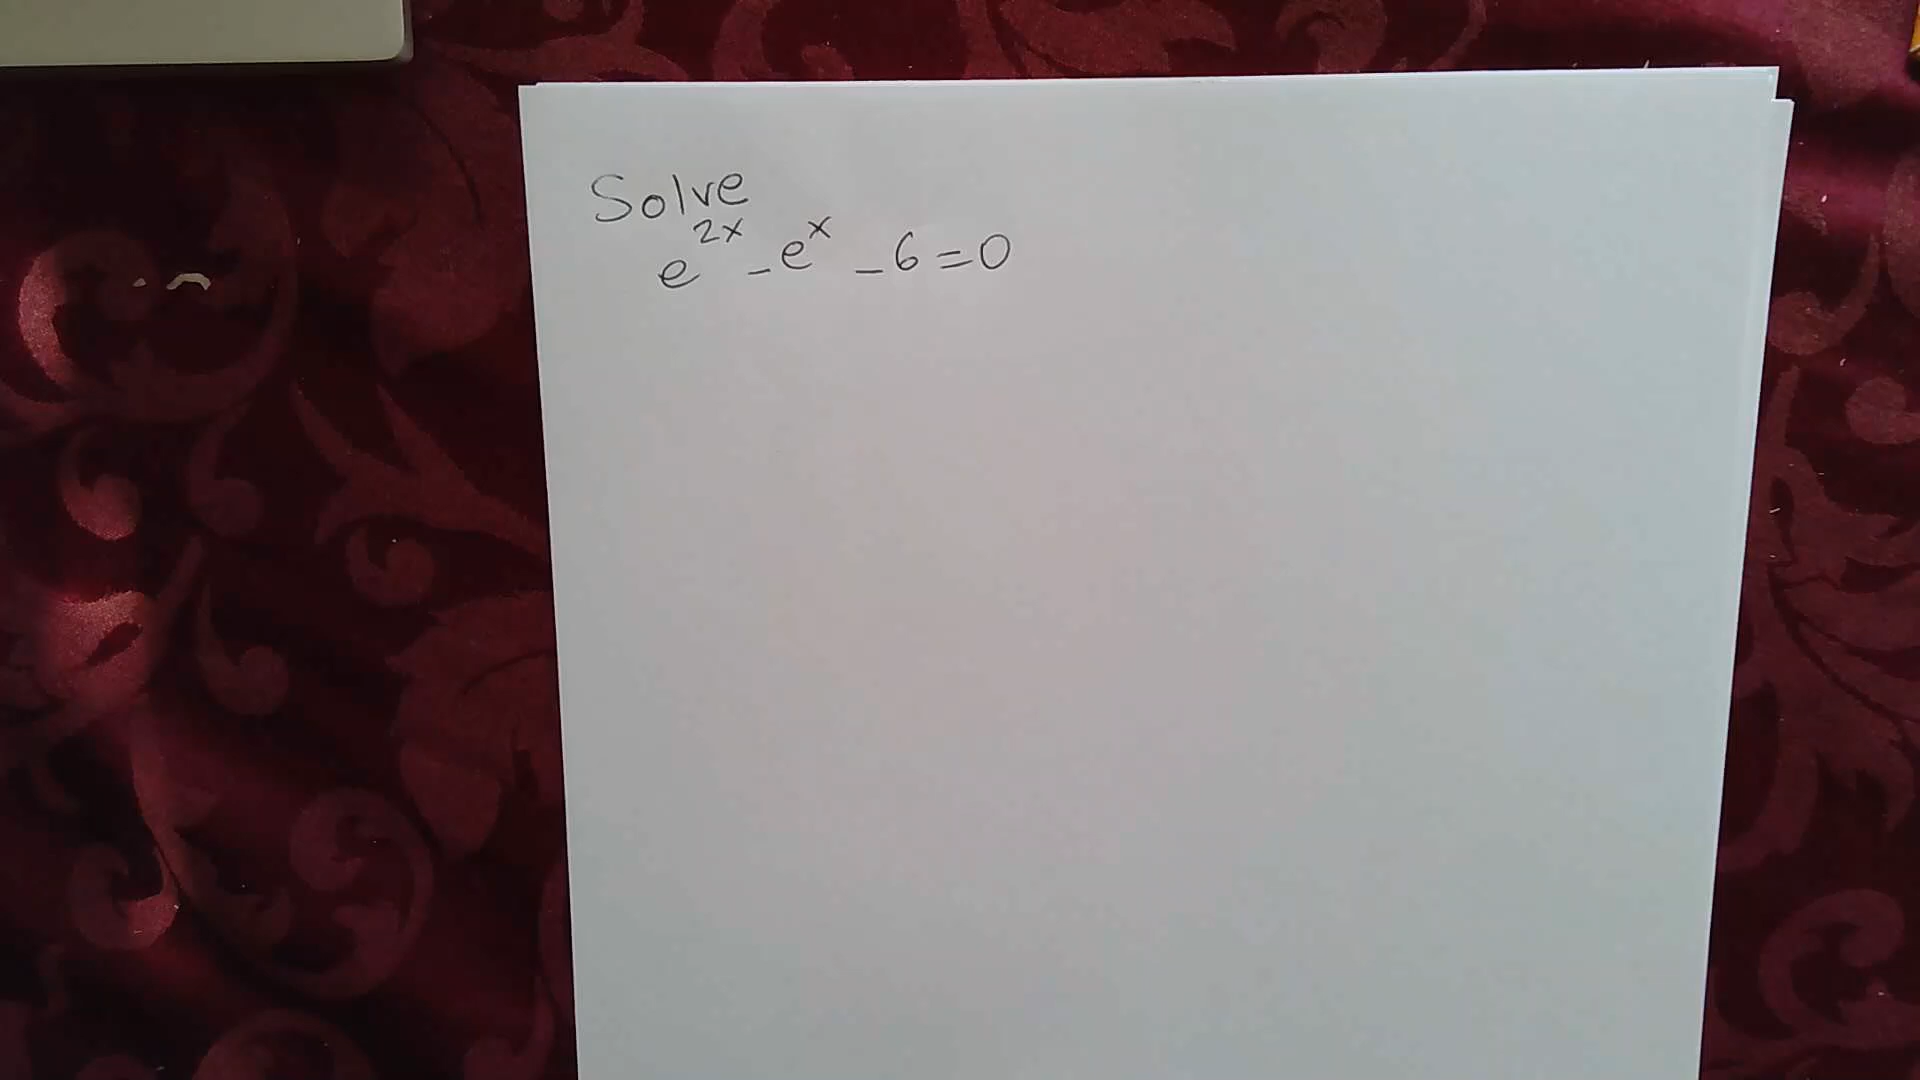 Solve
e^{2x} - e^x - 6 = 0